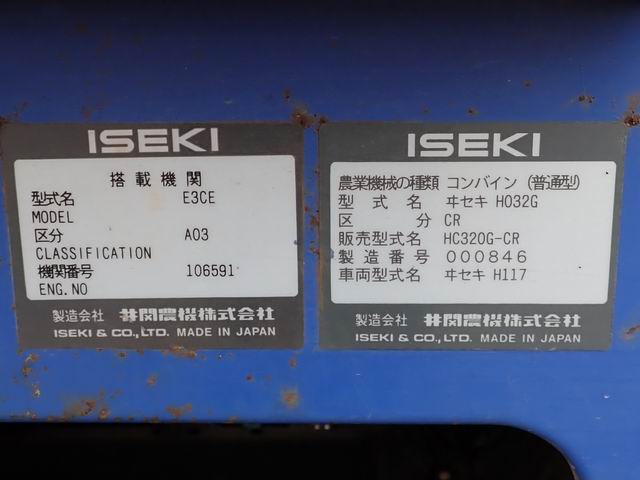 ISEKI
搭載機関
型式名 E3CE
MODEL
区分 A03
CLASSIFICATION
機関番号 106591
ENG.NO
製造会社 井関農機株式会社
ISEKI & CO.,LTD. MADE IN JAPAN
ISEKI
農業機械の種類 コンバイン (普通型)
型式名 ヰセキ HO32G
区分 CR
販売型式名 HC320G-CR
製造番号 000846
車両型式名 ヰセキ H117
製造会社 井関農機株式会社
ISEKI & CO.,LTD. MADE IN JAPAN